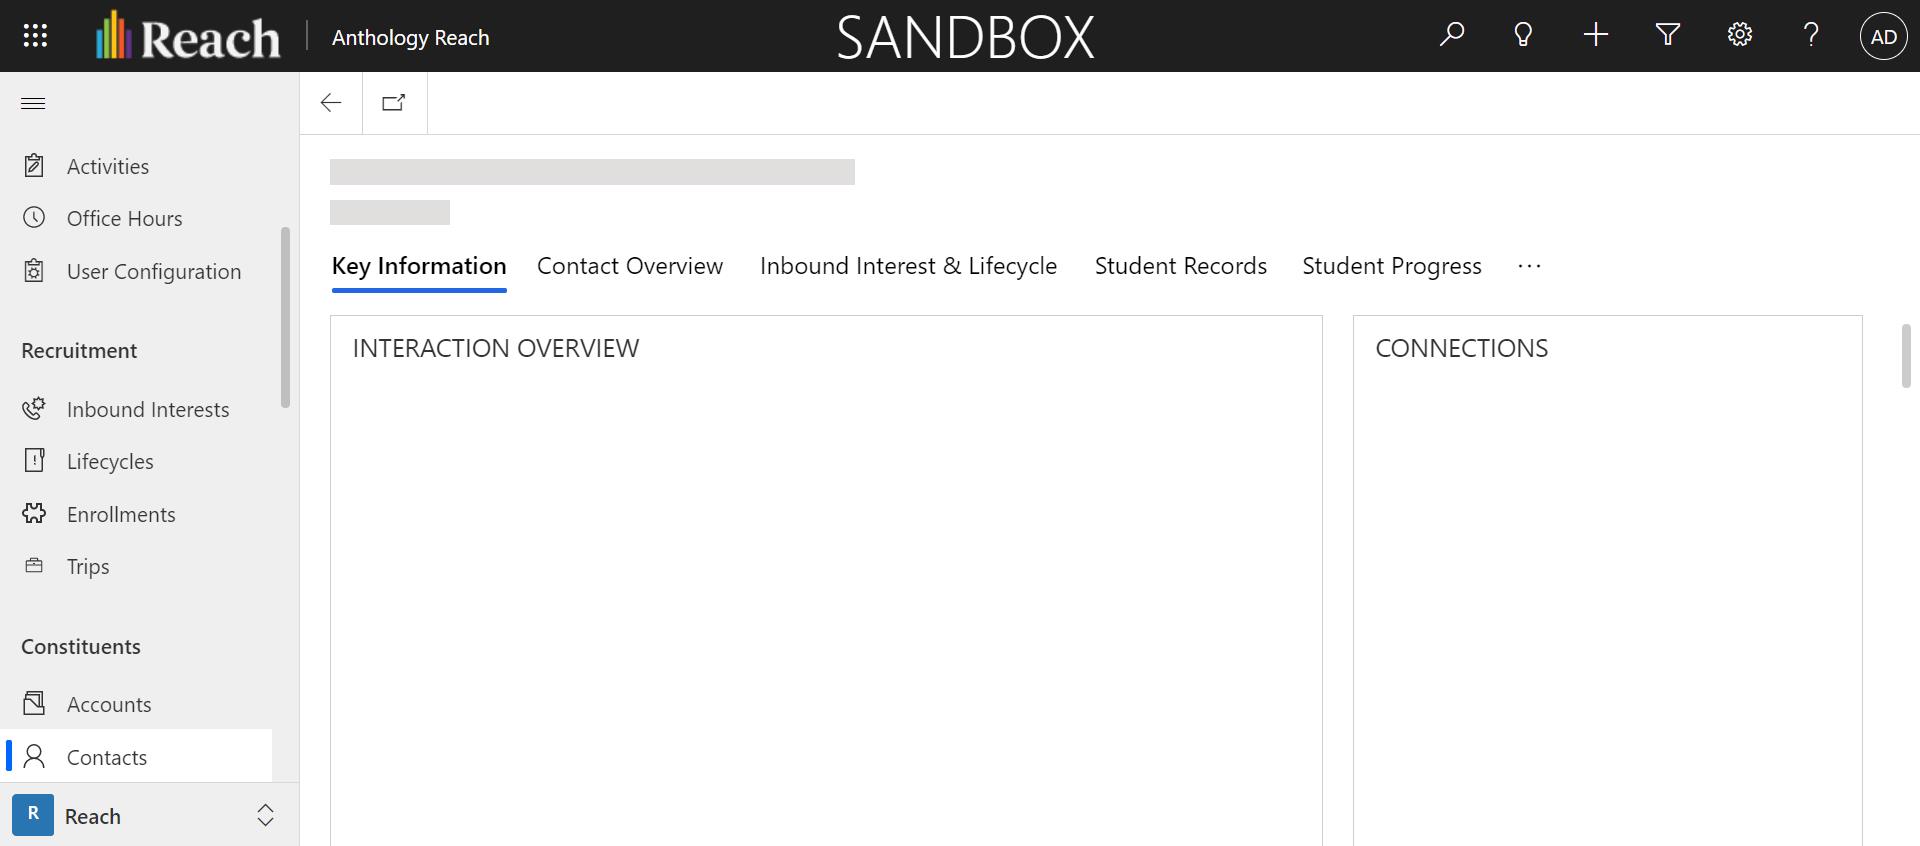 Reach
Anthology Reach
SANDBOX
AD
Activities
Office Hours
User Configuration
Recruitment
Inbound Interests
Lifecycles
Enrollments
Trips
Constituents
Accounts
Contacts
R
Reach
Key Information Contact Overview Inbound Interest & Lifecycle Student Records Student Progress ...
INTERACTION OVERVIEW
CONNECTIONS